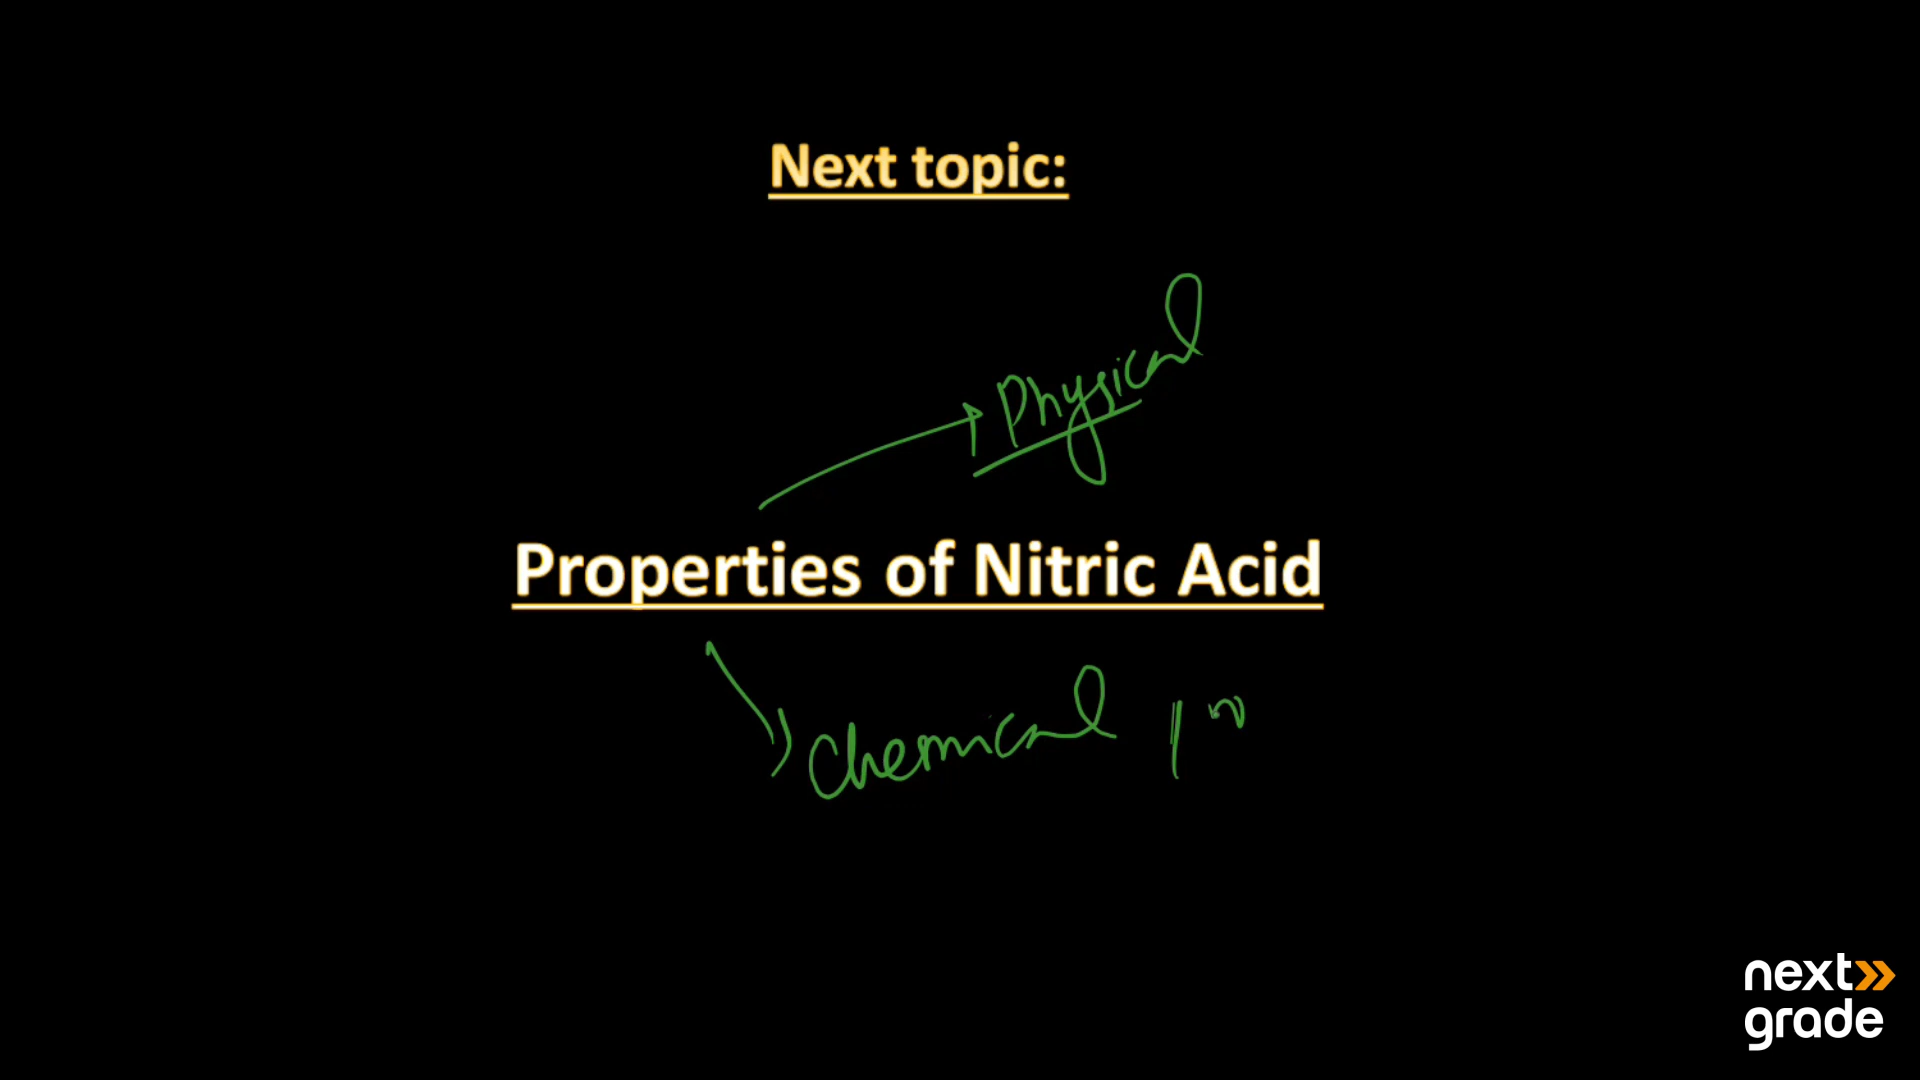 Next topic:
Physical
Properties of Nitric Acid
Chemical
next
grade